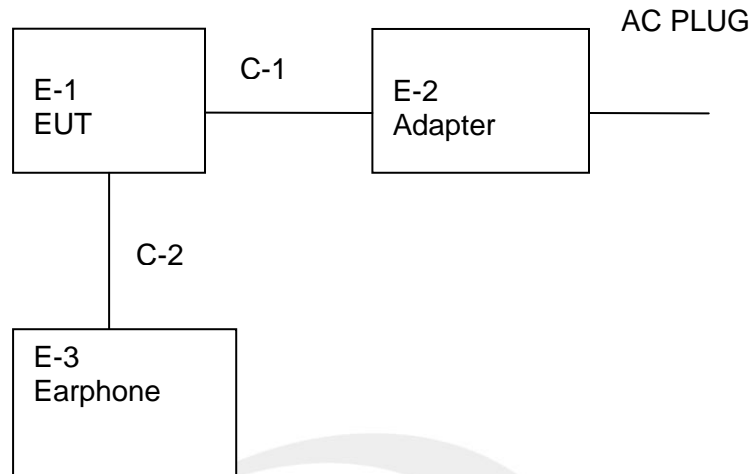 AC PLUG
C-1
E-1
EUT
E-2
Adapter
C-2
E-3
Earphone